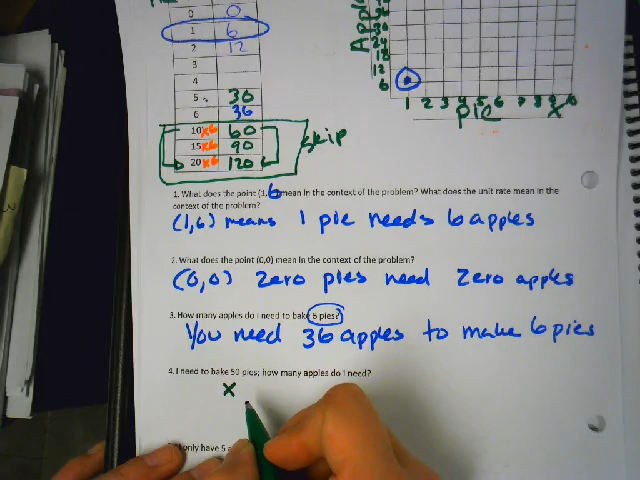 Apple
0 0
1 6
2 12
3
4
5 30
6 36
10 x6 60
15 x6 90
20 x6 120
skip
12
6
1 2 3 4 5 6 7 8 9
Pie x
1. What does the point (1, 6 mean in the context of the problem? What does the unit rate mean in the
context of the problem?
(1,6) means 1 pie needs 6 apples
2. What does the point (0,0) mean in the context of the problem?
(0,0) Zero pies need Zero apples
3. How many apples do I need to bake 6 pies?
You need 36 apples to make 6 pies
4. I need to bake 50 pies; how many apples do I need?
x
only have 5